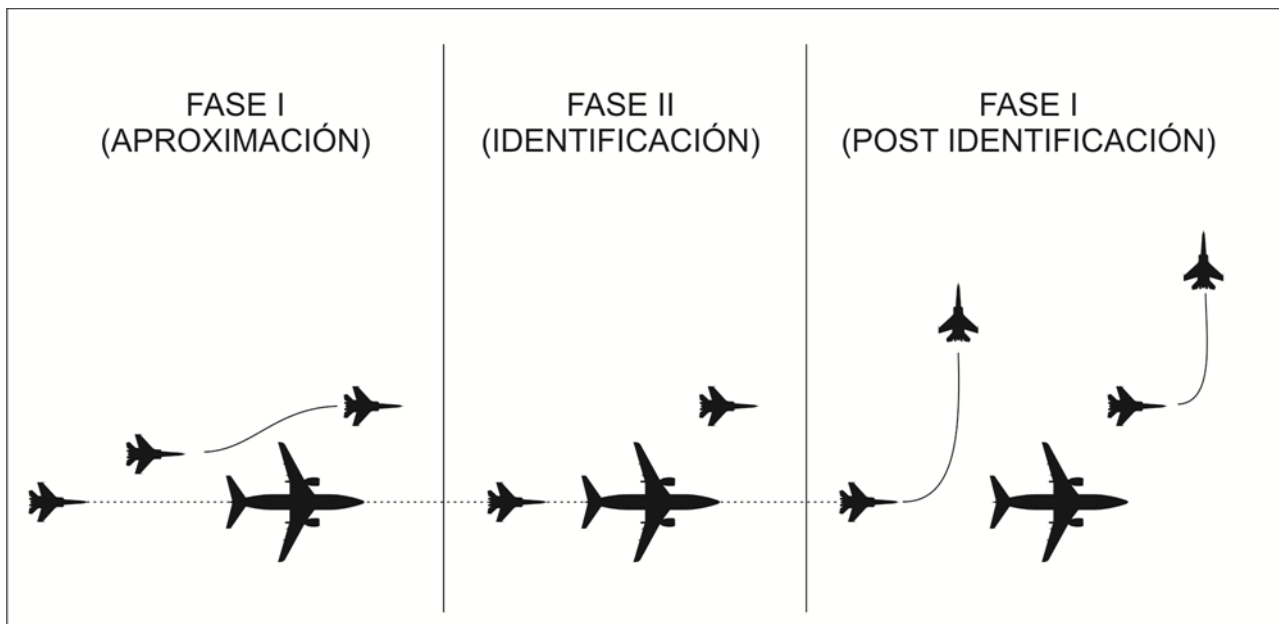 FASE I
(APROXIMACIÓN)
FASE II
(IDENTIFICACIÓN)
FASE I
(POST IDENTIFICACIÓN)